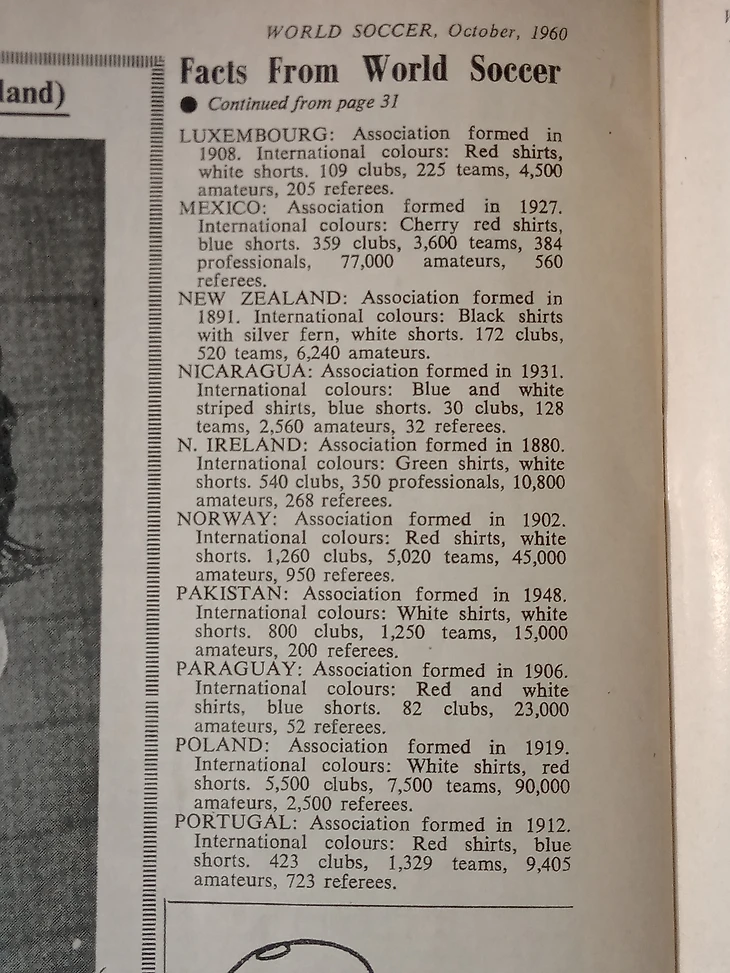 WORLD SOCCER, October, 1960
land)
Facts From World Soccer
● Continued from page 31
LUXEMBOURG: Association formed in
1908. International colours: Red shirts,
white shorts. 109 clubs, 225 teams, 4,500
amateurs, 205 referees.
MEXICO: Association formed in 1927.
International colours: Cherry red shirts,
blue shorts. 359 clubs, 3,600 teams, 384
professionals, 77,000 amateurs, 560
referees.
NEW ZEALAND: Association formed in
1891. International colours: Black shirts
with silver fern, white shorts. 172 clubs,
520 teams, 6,240 amateurs.
NICARAGUA: Association formed in 1931.
International colours: Blue and white
striped shirts, blue shorts. 30 clubs, 128
teams, 2,560 amateurs, 32 referees.
N. IRELAND: Association formed in 1880.
International colours: Green shirts, white
shorts. 540 clubs, 350 professionals, 10,800
amateurs, 268 referees.
NORWAY: Association formed in 1902.
International colours: Red shirts, white
shorts. 1,260 clubs, 5,020 teams, 45,000
amateurs, 950 referees.
PAKISTAN: Association formed in 1948.
International colours: White shirts, white
shorts. 800 clubs, 1,250 teams, 15,000
amateurs, 200 referees.
PARAGUAY: Association formed in 1906.
International colours: Red and white
shirts, blue shorts. 82 clubs, 23,000
amateurs, 52 referees.
POLAND: Association formed in 1919.
International colours: White shirts, red
shorts. 5,500 clubs, 7,500 teams, 90,000
amateurs, 2,500 referees.
PORTUGAL: Association formed in 1912.
International colours: Red shirts, blue
shorts. 423 clubs, 1,329 teams, 9,405
amateurs, 723 referees.